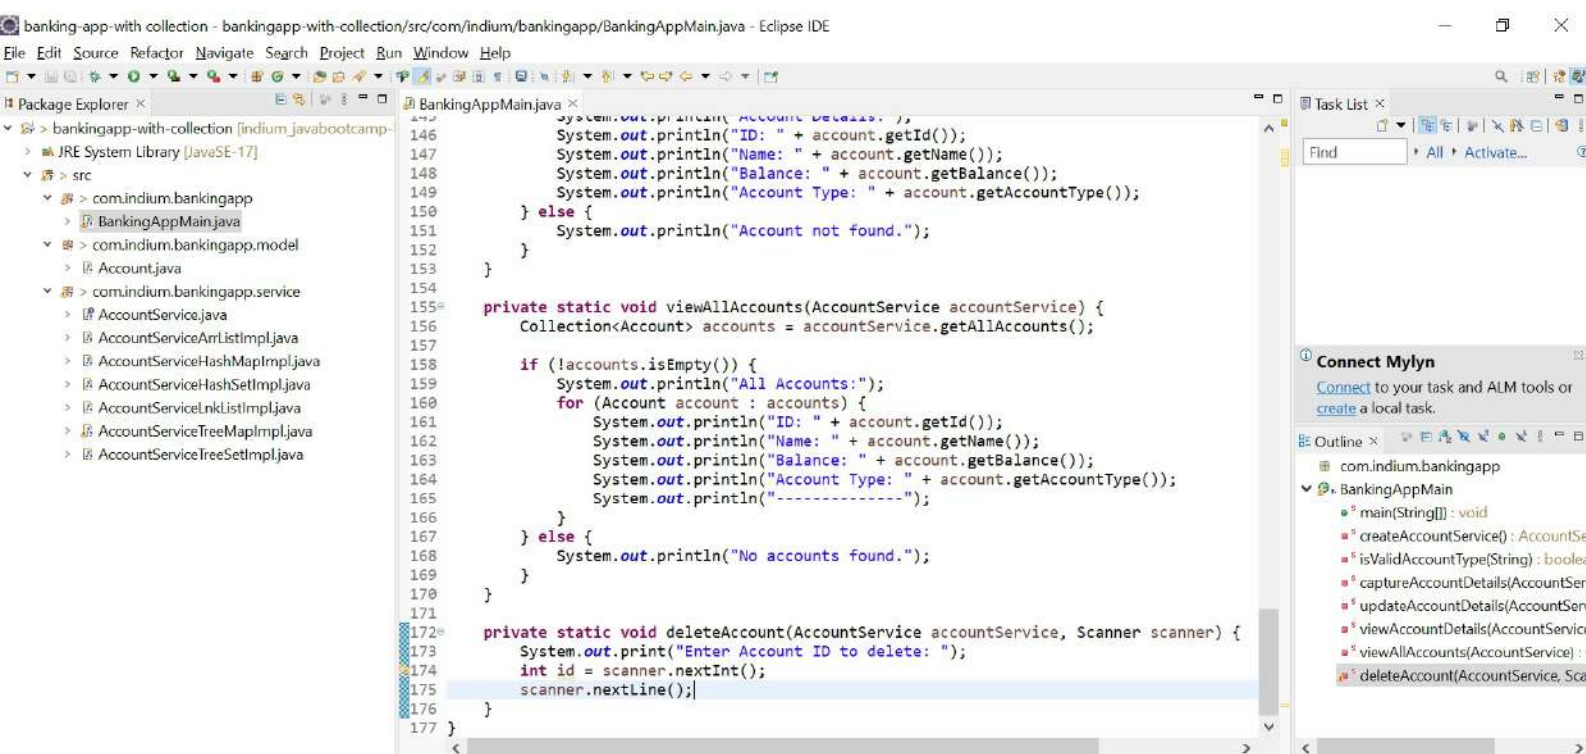 banking-app-with collection - bankingapp-with-collection/src/com/indium/bankingapp/BankingAppMain.java - Eclipse IDE
File Edit Source Refactor Navigate Search Project Run Window Help
Package Explorer ×
> bankingapp-with-collection [indium_javabootcamp-
JRE System Library [JavaSE-17]
> src
> com.indium.bankingapp
BankingAppMain.java
> com.indium.bankingapp.model
Account.java
> com.indium.bankingapp.service
AccountService.java
AccountServiceArrListImpl.java
AccountServiceHashMapImpl.java
AccountServiceHashSetImpl.java
AccountServiceLnkListImpl.java
AccountServiceTreeMapImpl.java
AccountServiceTreeSetImpl.java
BankingAppMain.java ×
145 System.out.println("Account Details:");
146 System.out.println("ID: " + account.getId());
147 System.out.println("Name: " + account.getName());
148 System.out.println("Balance: " + account.getBalance());
149 System.out.println("Account Type: " + account.getAccountType());
150 } else {
151 System.out.println("Account not found.");
152 }
153 }
154
155 private static void viewAllAccounts(AccountService accountService) {
156 Collection<Account> accounts = accountService.getAllAccounts();
157
158 if (!accounts.isEmpty()) {
159 System.out.println("All Accounts:");
160 for (Account account : accounts) {
161 System.out.println("ID: " + account.getId());
162 System.out.println("Name: " + account.getName());
163 System.out.println("Balance: " + account.getBalance());
164 System.out.println("Account Type: " + account.getAccountType());
165 System.out.println("--------------");
166 }
167 } else {
168 System.out.println("No accounts found.");
169 }
170 }
171
172 private static void deleteAccount(AccountService accountService, Scanner scanner) {
173 System.out.print("Enter Account ID to delete: ");
174 int id = scanner.nextInt();
175 scanner.nextLine();
176 }
177 }
Task List ×
Find All Activate...
Connect Mylyn
Connect to your task and ALM tools or
create a local task.
Outline ×
com.indium.bankingapp
BankingAppMain
main(String[]) : void
createAccountService() : AccountSe
isValidAccountType(String) : boolea
captureAccountDetails(AccountSer
updateAccountDetails(AccountServ
viewAccountDetails(AccountService
viewAllAccounts(AccountService) :
deleteAccount(AccountService, Sca